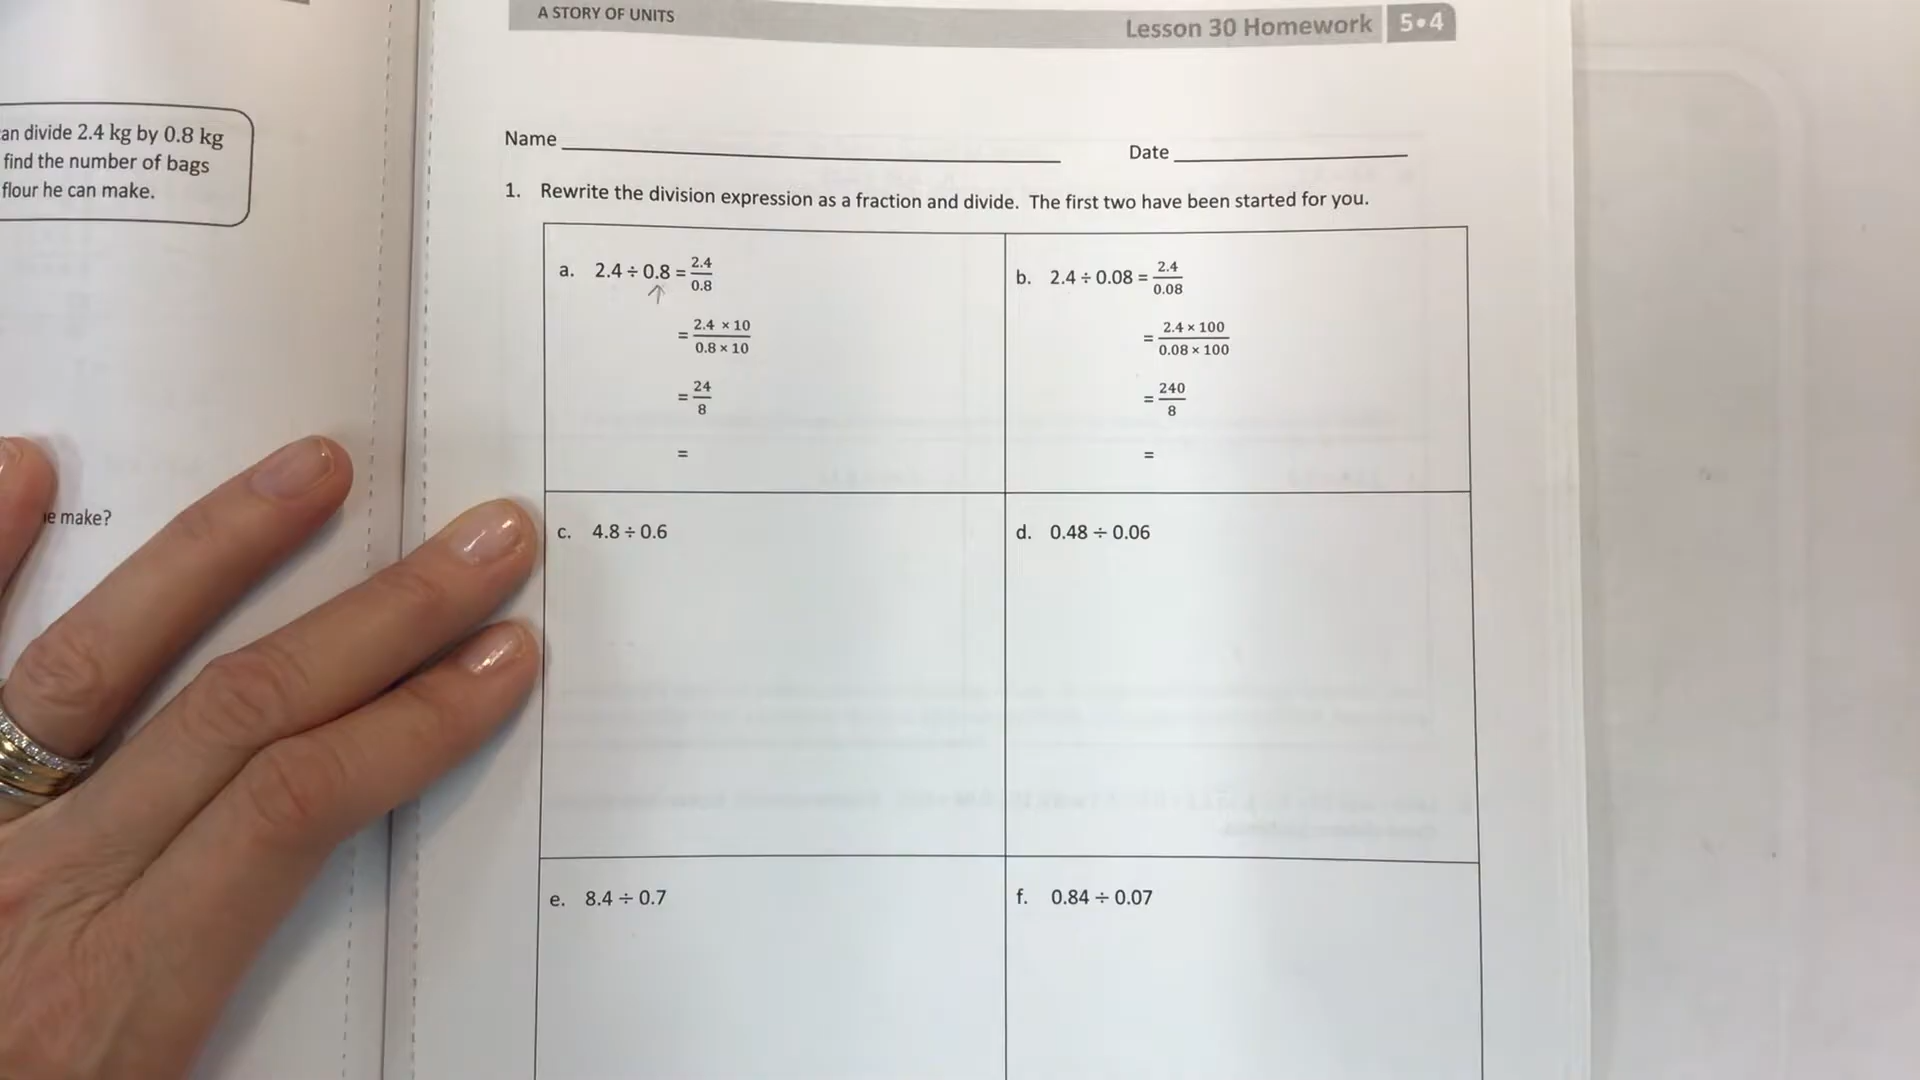 A STORY OF UNITS
Lesson 30 Homework 5•4
an divide 2.4 kg by 0.8 kg
find the number of bags
flour he can make.
make?
Name
Date
1. Rewrite the division expression as a fraction and divide. The first two have been started for you.
a. 2.4 ÷ 0.8 = 2.4/0.8
= 2.4 × 10/0.8 × 10
= 24/8
=
b. 2.4 ÷ 0.08 = 2.4/0.08
= 2.4 × 100/0.08 × 100
= 240/8
=
c. 4.8 ÷ 0.6
d. 0.48 ÷ 0.06
e. 8.4 ÷ 0.7
f. 0.84 ÷ 0.07